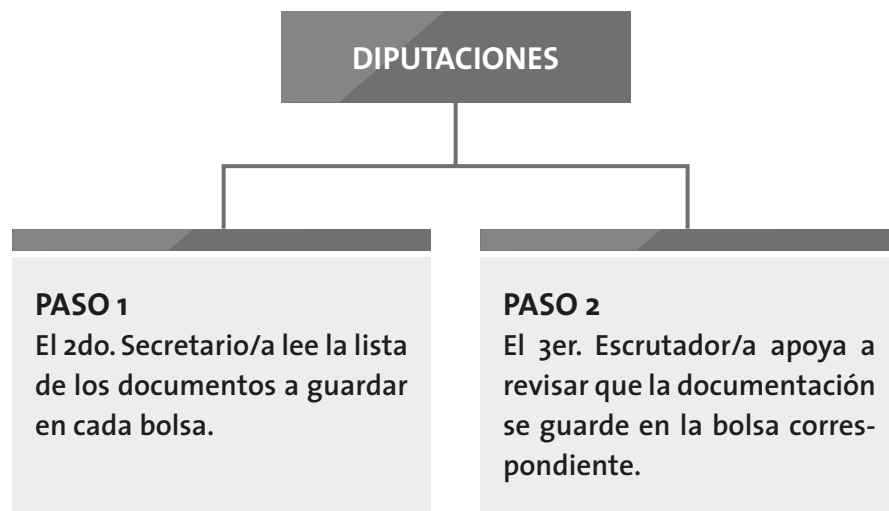 DIPUTACIONES
PASO 1
El 2do. Secretario/a lee la lista
de los documentos a guardar
en cada bolsa.
PASO 2
El 3er. Escrutador/a apoya a
revisar que la documentación
se guarde en la bolsa corres-
pondiente.